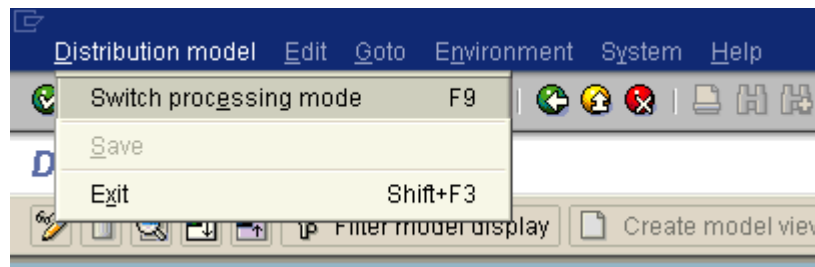 Distribution model Edit Goto Environment System Help
Switch processing mode F9
Save
D
Exit Shift+F3
Filter model display Create model view